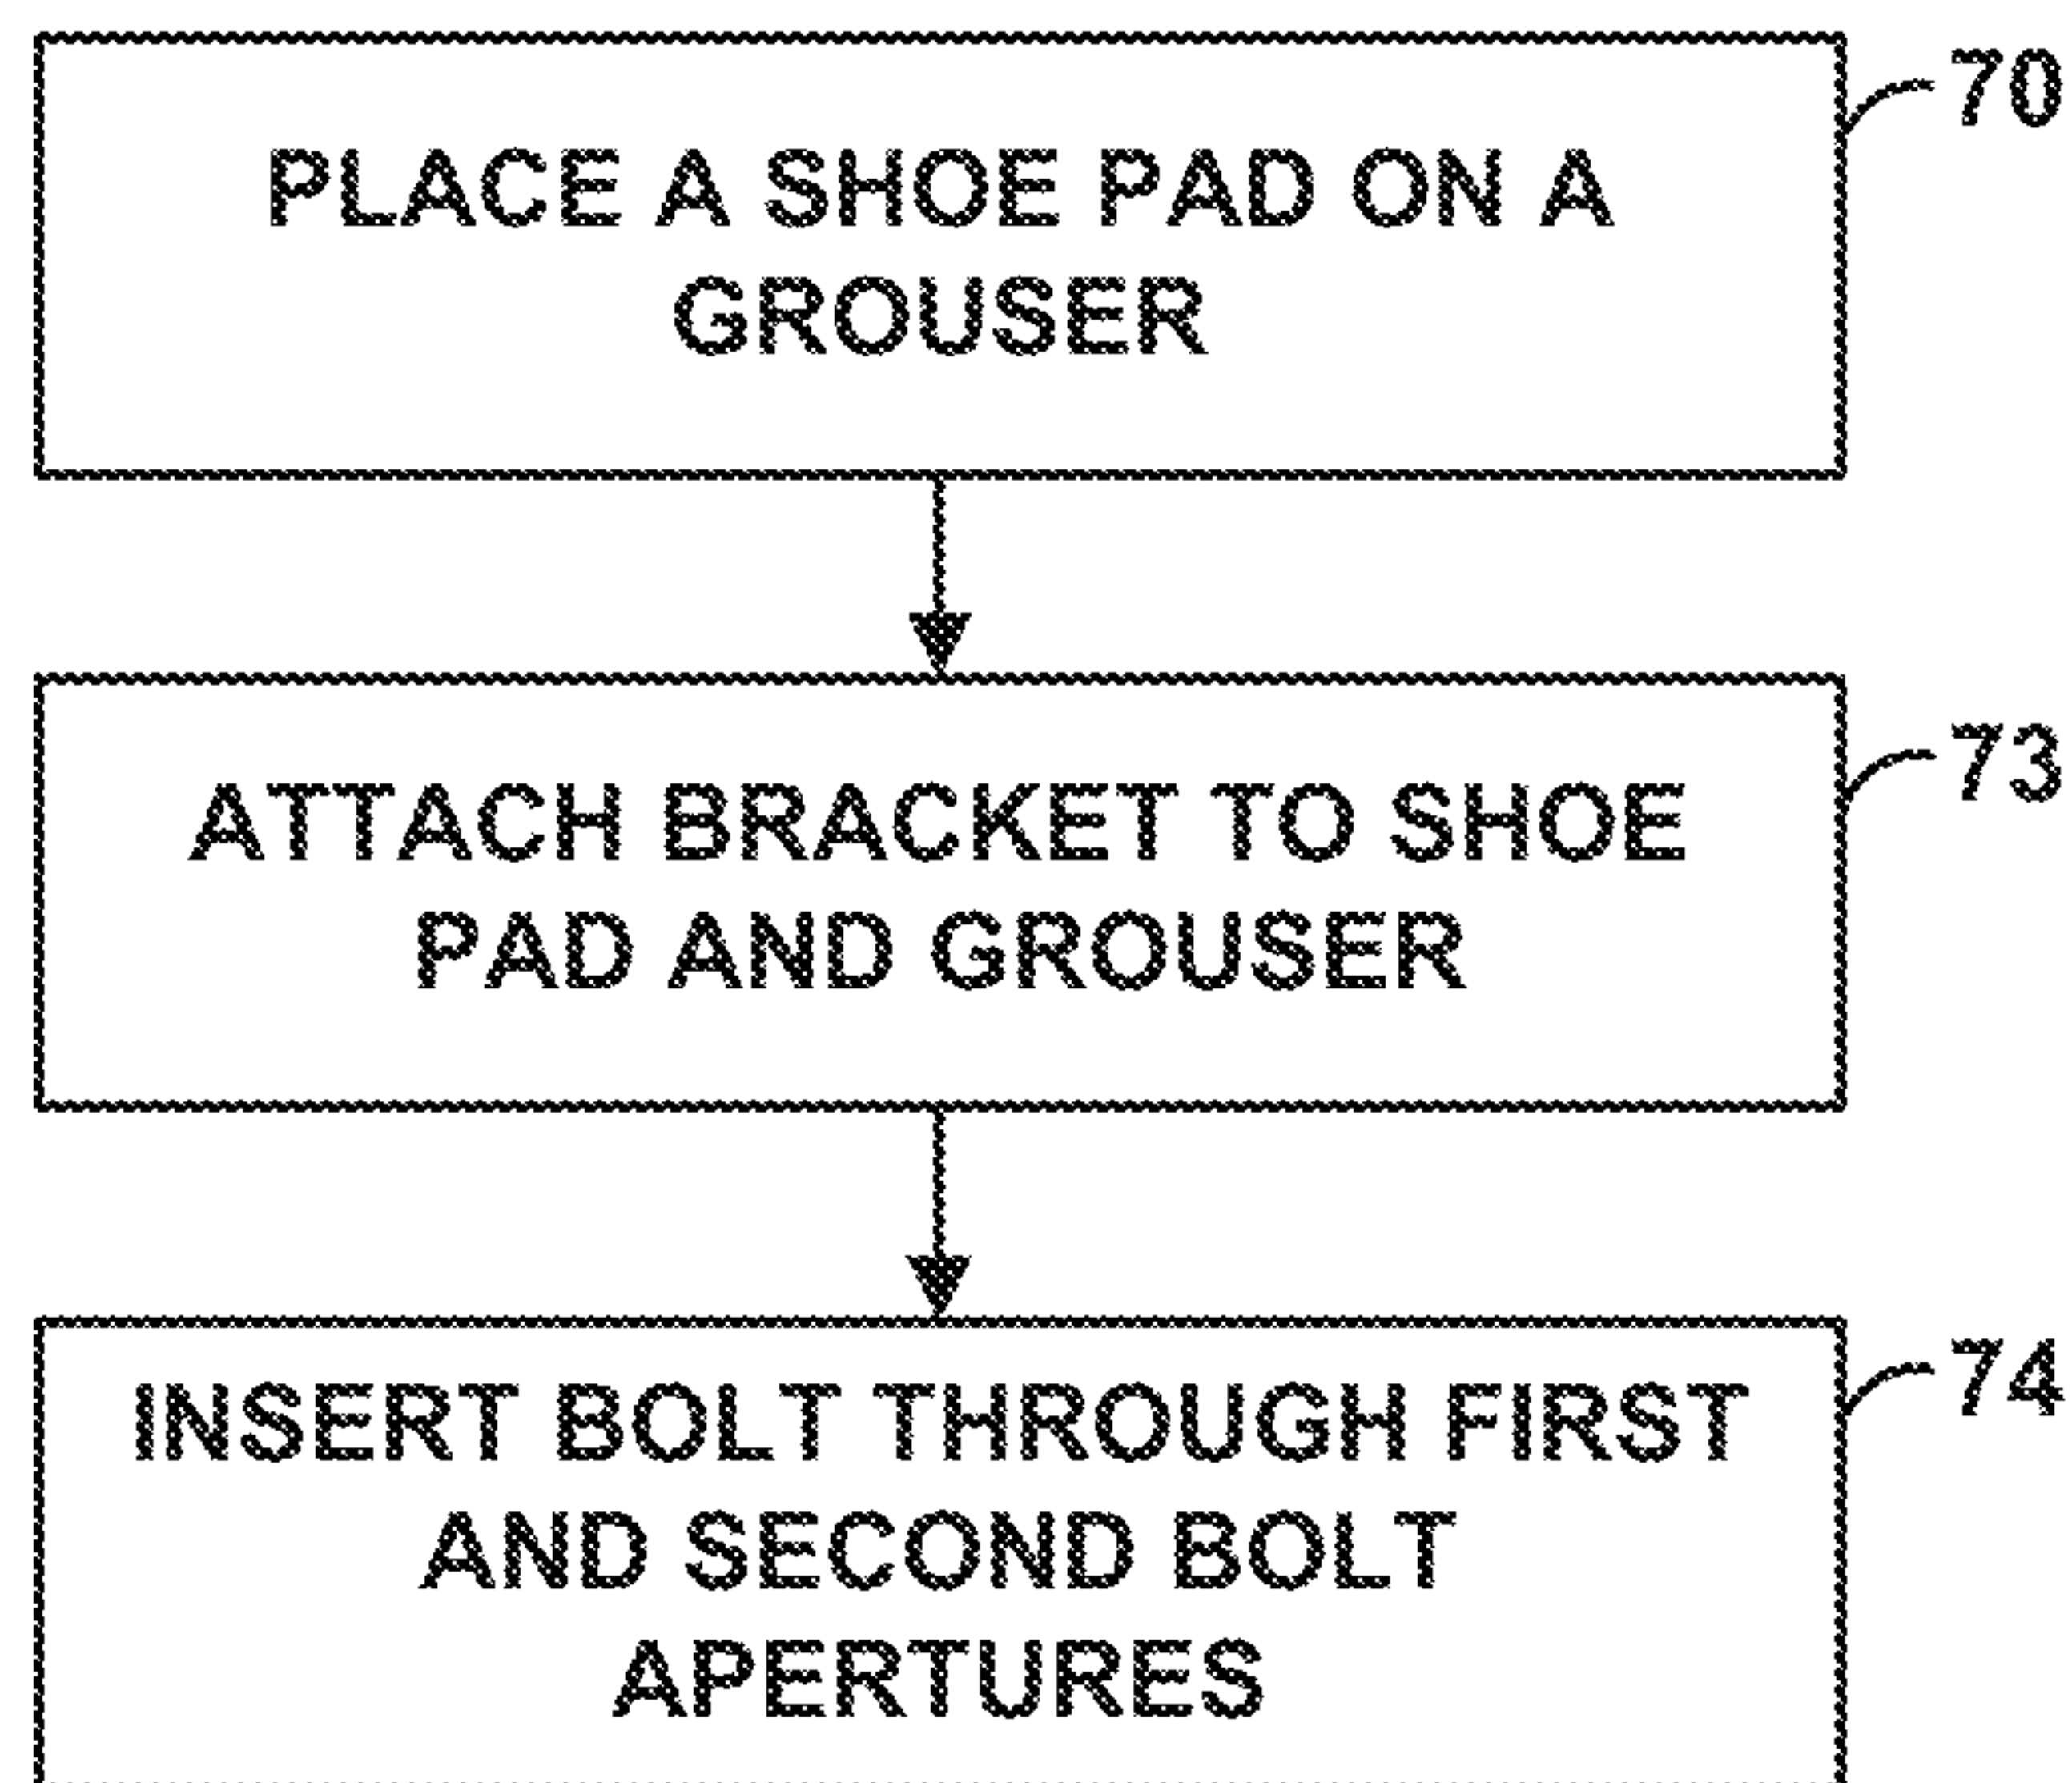 70
PLACE A SHOE PAD ON A
GROUSER
73
ATTACH BRACKET TO SHOE
PAD AND GROUSER
74
INSERT BOLT THROUGH FIRST
AND SECOND BOLT
APERTURES